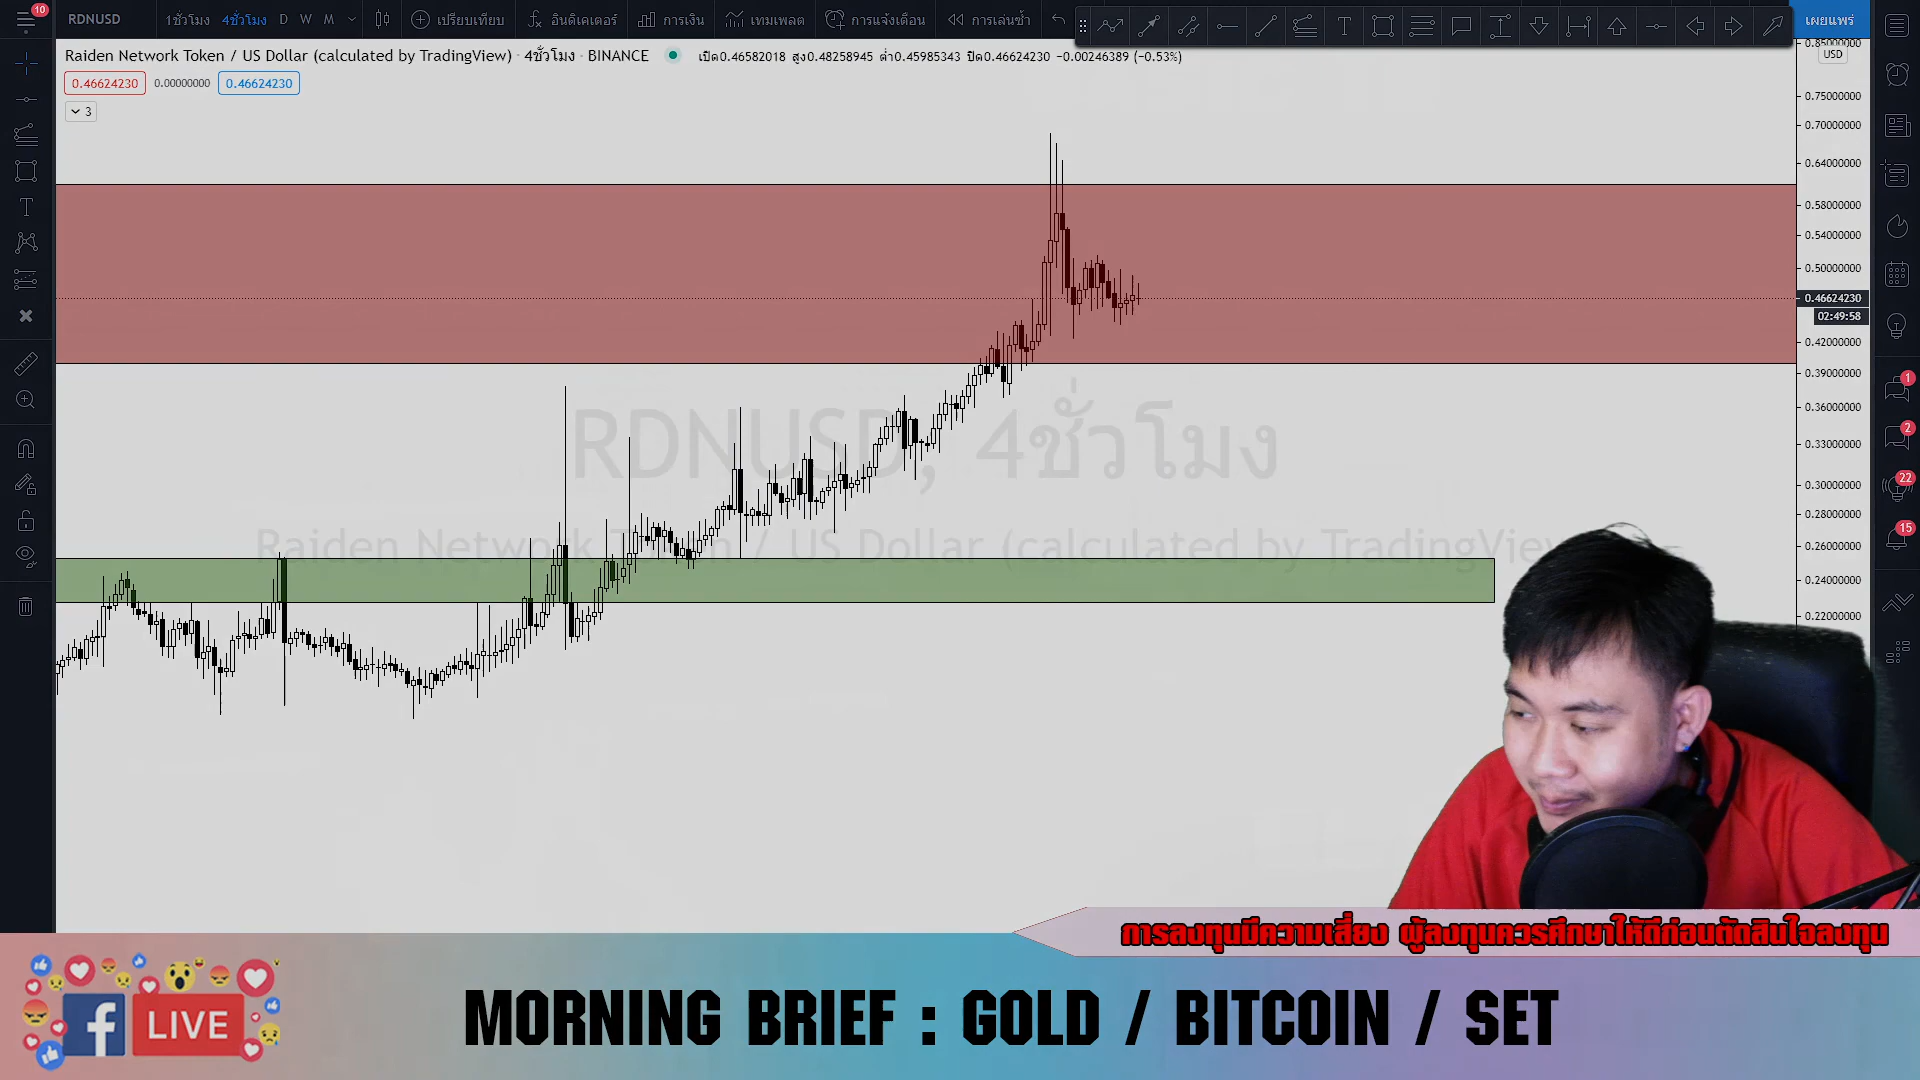 10
RDNUSD 1ชั่วโมง 4ชั่วโมง D W M เปรียบเทียบ อินดิเคเตอร์ การเงิน เทมเพลต การแจ้งเตือน การเล่นซ้ำ เผยแพร่
Raiden Network Token / US Dollar (calculated by TradingView) · 4ชั่วโมง · BINANCE เปิด0.46582018 สูง0.48258945 ต่ำ0.45985343 ปิด0.46624230 −0.00246389 (−0.53%)
0.46624230 0.00000000 0.46624230
3
0.85000000
USD
0.75000000
0.70000000
0.64000000
0.58000000
0.54000000
0.50000000
0.46624230
02:49:58
0.42000000
0.39000000
0.36000000
0.33000000
0.30000000
0.28000000
0.26000000
0.24000000
0.22000000
1
2
22
15
RDNUSD, 4ชั่วโมง
Raiden Network Token / US Dollar (calculated by TradingView
การลงทุนมีความเสี่ยง ผู้ลงทุนควรศึกษาให้ดีก่อนตัดสินใจลงทุน
f LIVE
MORNING BRIEF : GOLD / BITCOIN / SET